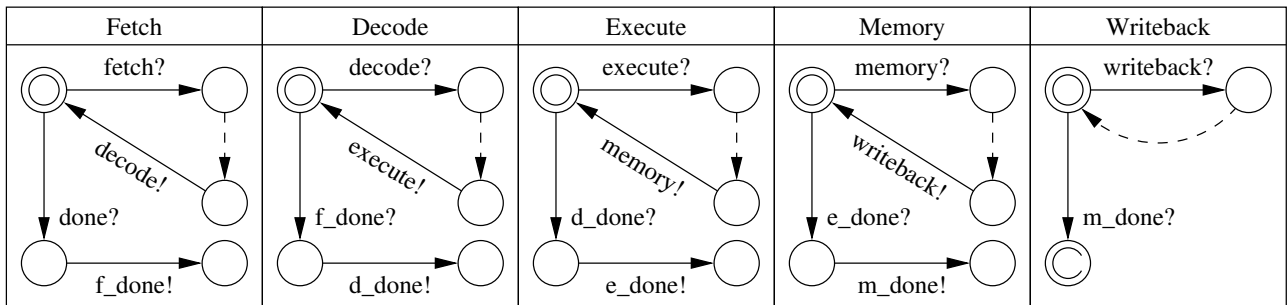 Fetch
Decode
Execute
Memory
Writeback
fetch?
decode!
done?
f_done!
decode?
execute!
f_done?
d_done!
execute?
memory!
d_done?
e_done!
memory?
writeback!
e_done?
m_done!
writeback?
m_done?